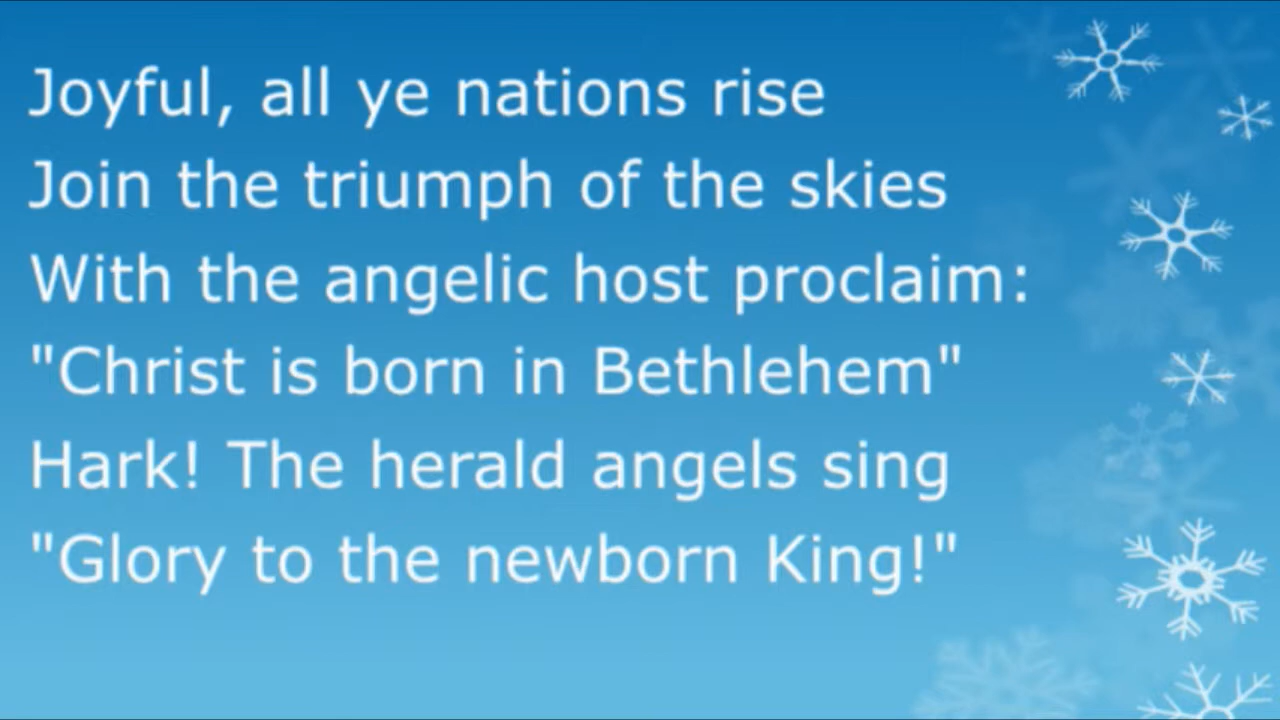 Joyful, all ye nations rise
Join the triumph of the skies
With the angelic host proclaim:
"Christ is born in Bethlehem"
Hark! The herald angels sing
"Glory to the newborn King!"